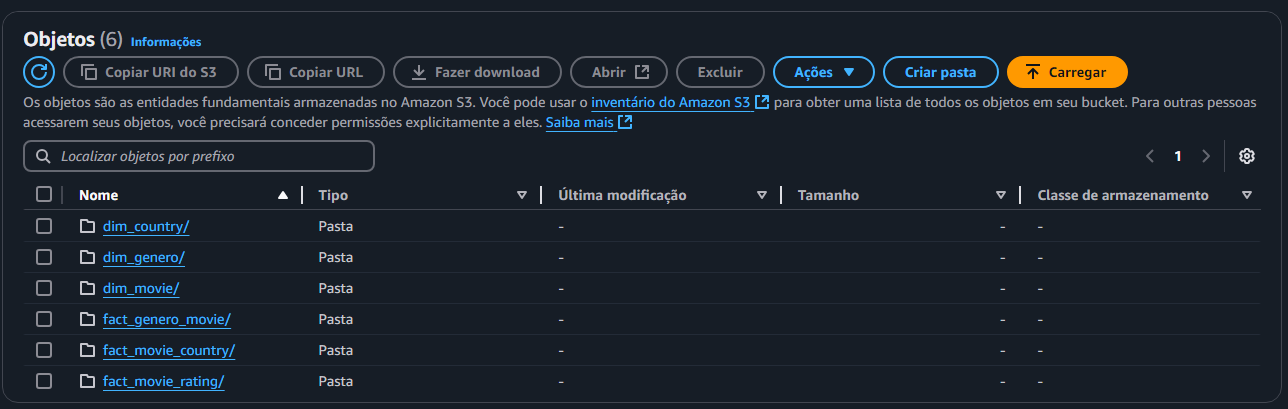 Objetos (6) Informações
Copiar URI do S3 Copiar URL Fazer download Abrir Excluir Ações Criar pasta Carregar
Os objetos são as entidades fundamentais armazenadas no Amazon S3. Você pode usar o inventário do Amazon S3 para obter uma lista de todos os objetos em seu bucket. Para outras pessoas
acessarem seus objetos, você precisará conceder permissões explicitamente a eles. Saiba mais
Localizar objetos por prefixo 1
Nome Tipo Última modificação Tamanho Classe de armazenamento
dim_country/ Pasta - - -
dim_genero/ Pasta - - -
dim_movie/ Pasta - - -
fact_genero_movie/ Pasta - - -
fact_movie_country/ Pasta - - -
fact_movie_rating/ Pasta - - -